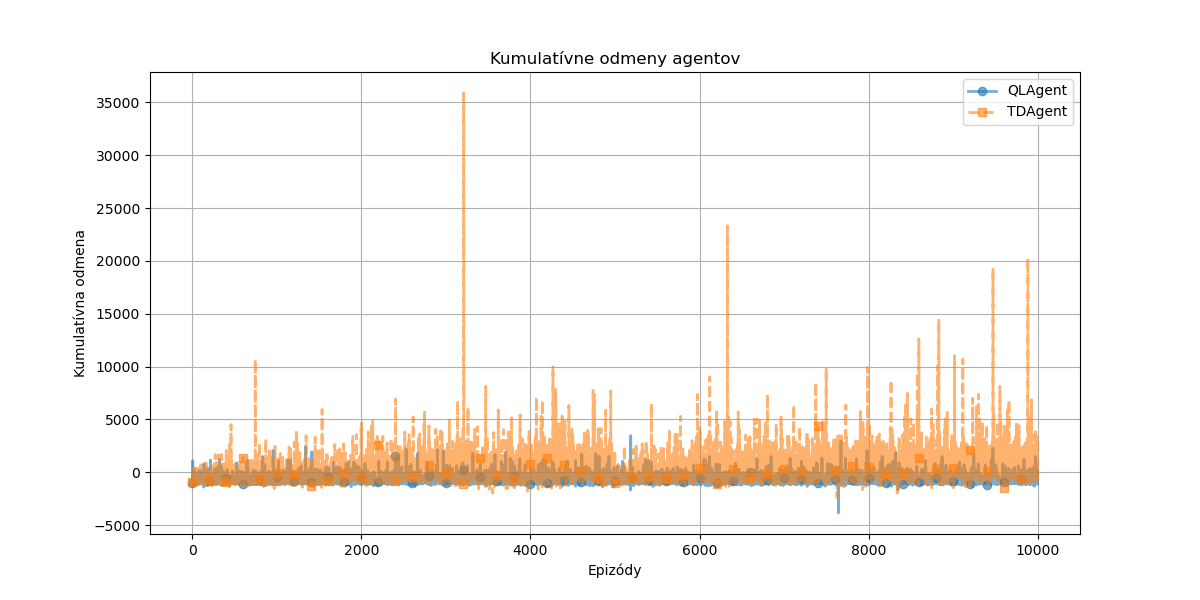 Kumulatívne odmeny agentov
QLAgent
TDAgent
Kumulatívna odmena
35000
30000
25000
20000
15000
10000
5000
0
−5000
0 2000 4000 6000 8000 10000
Epizódy